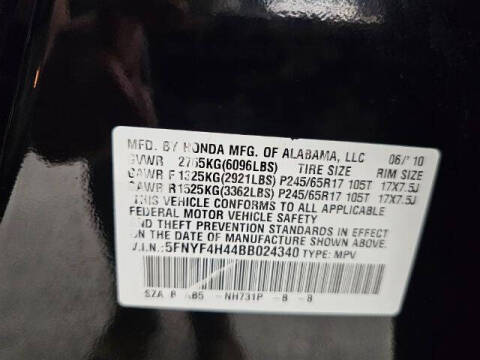 MFD. BY HONDA MFG. OF ALABAMA, LLC 06/'10
GVWR 2765KG(6096LBS) TIRE SIZE RIM SIZE
GAWR F 1325KG(2921LBS) P245/65R17 105T 17X7.5J
GAWR R1525KG(3362LBS) P245/65R17 105T 17X7.5J
THIS VEHICLE CONFORMS TO ALL APPLICABLE
FEDERAL MOTOR VEHICLE SAFETY
AND THEFT PREVENTION STANDARDS IN EFFECT
ON THE DATE OF MANUFACTURE SHOWN ABOVE.
V.I.N.:5FNYF4H44BB024340 TYPE: MPV
SZA NH731P B 8